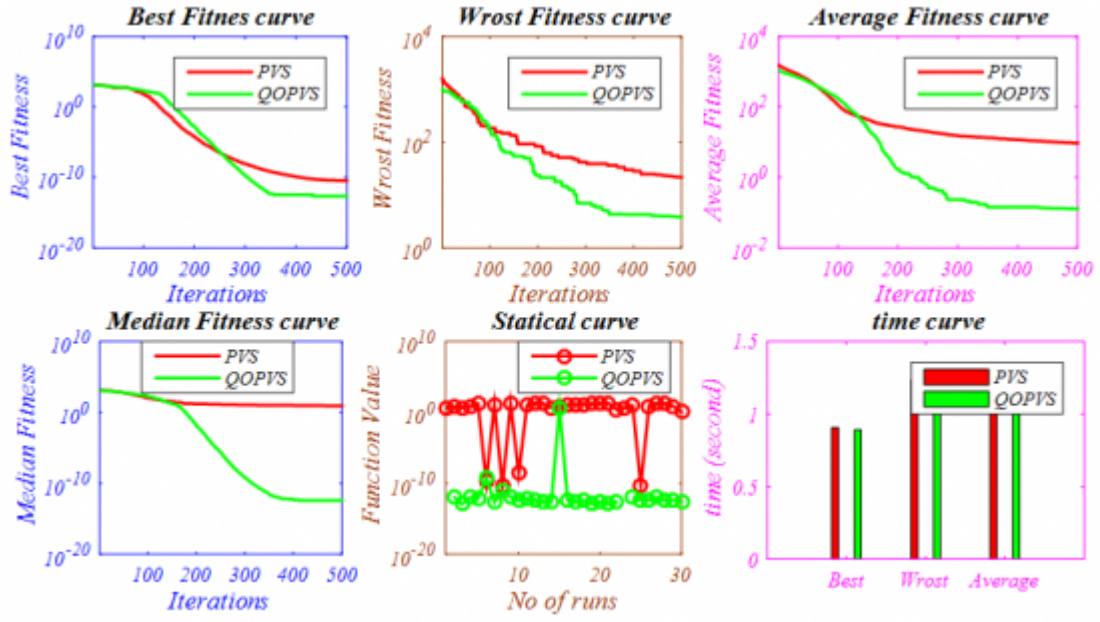 Best Fitnes curve
10^10
10^0
10^-10
10^-20
Best Fitness
PVS
QOPVS
100 200 300 400 500
Iterations
Wrost Fitness curve
10^4
10^2
10^0
Wrost Fitness
PVS
QOPVS
100 200 300 400 500
Iterations
Average Fitness curve
10^4
10^2
10^0
10^-2
Average Fitness
PVS
QOPVS
100 200 300 400 500
Iterations
Median Fitness curve
10^10
10^0
10^-10
10^-20
Median Fitness
PVS
QOPVS
100 200 300 400 500
Iterations
Statical curve
10^10
10^0
10^-10
10^-20
Function Value
PVS
QOPVS
10 20 30
No of runs
time curve
1.5
1
0.5
0
time (second)
PVS
QOPVS
Best Wrost Average